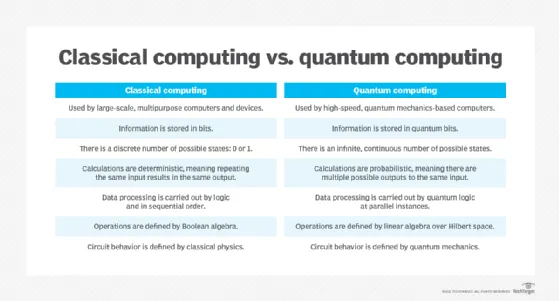 Classical computing vs. quantum computing
Classical computing
Quantum computing
Used by large-scale, multipurpose computers and devices.
Used by high-speed, quantum mechanics-based computers.
Information is stored in bits.
Information is stored in quantum bits.
There is a discrete number of possible states: 0 or 1.
There is an infinite, continuous number of possible states.
Calculations are deterministic, meaning repeating
the same input results in the same output.
Calculations are probabilistic, meaning there are
multiple possible outputs to the same input.
Data processing is carried out by logic
and in sequential order.
Data processing is carried out by quantum logic
at parallel instances.
Operations are defined by Boolean algebra.
Operations are defined by linear algebra over Hilbert space.
Circuit behavior is defined by classical physics.
Circuit behavior is defined by quantum mechanics.
TechTarget